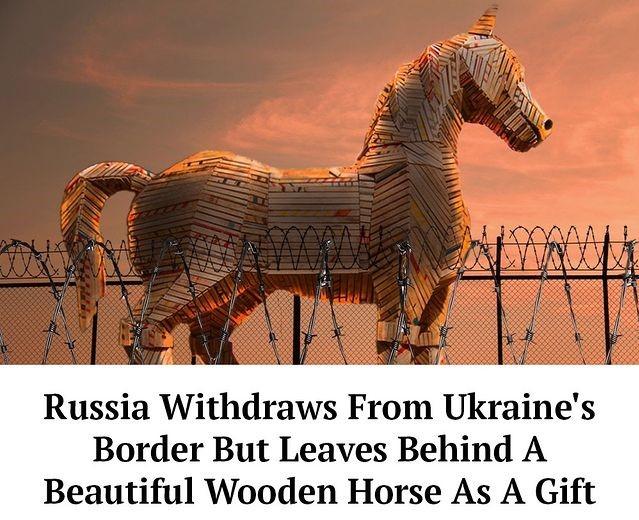 Russia Withdraws From Ukraine's
Border But Leaves Behind A
Beautiful Wooden Horse As A Gift